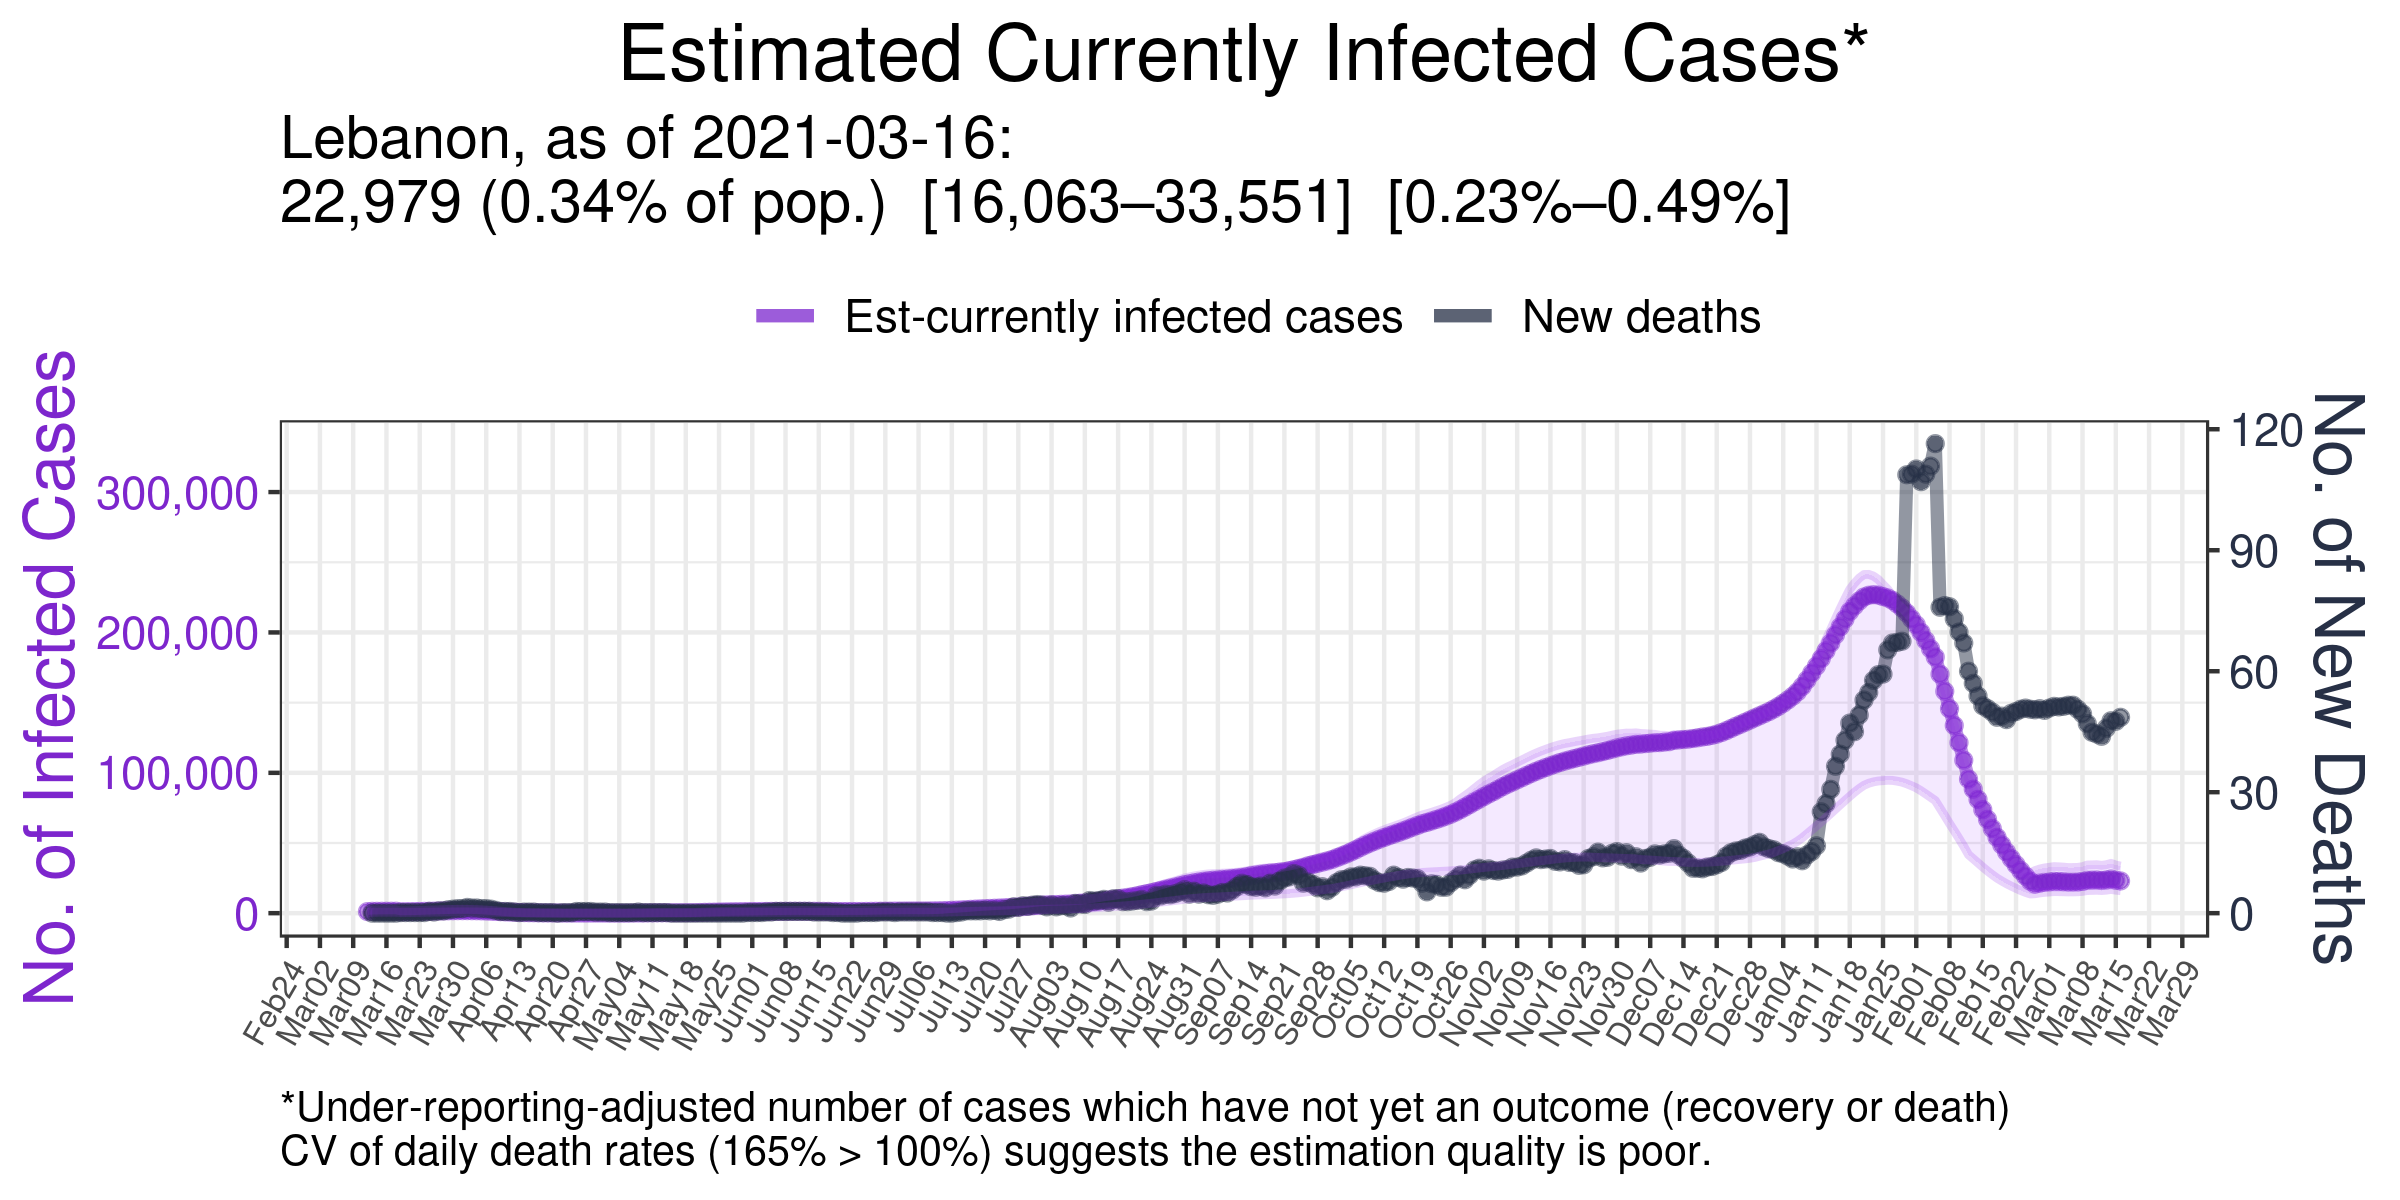 Estimated Currently Infected Cases*
Lebanon, as of 2021-03-16:
22,979 (0.34% of pop.) [16,063–33,551] [0.23%–0.49%]
Est-currently infected cases
New deaths
No. of Infected Cases
300,000
200,000
100,000
0
120
90
60
30
0
No. of New Deaths
Feb24
Mar02
Mar09
Mar16
Mar23
Mar30
Apr06
Apr13
Apr20
Apr27
May04
May11
May18
May25
Jun01
Jun08
Jun15
Jun22
Jun29
Jul06
Jul13
Jul20
Jul27
Aug03
Aug10
Aug17
Aug24
Aug31
Sep07
Sep14
Sep21
Sep28
Oct05
Oct12
Oct19
Oct26
Nov02
Nov09
Nov16
Nov23
Nov30
Dec07
Dec14
Dec21
Dec28
Jan04
Jan11
Jan18
Jan25
Feb01
Feb08
Feb15
Feb22
Mar01
Mar08
Mar15
Mar22
Mar29
*Under-reporting-adjusted number of cases which have not yet an outcome (recovery or death)
CV of daily death rates (165% > 100%) suggests the estimation quality is poor.